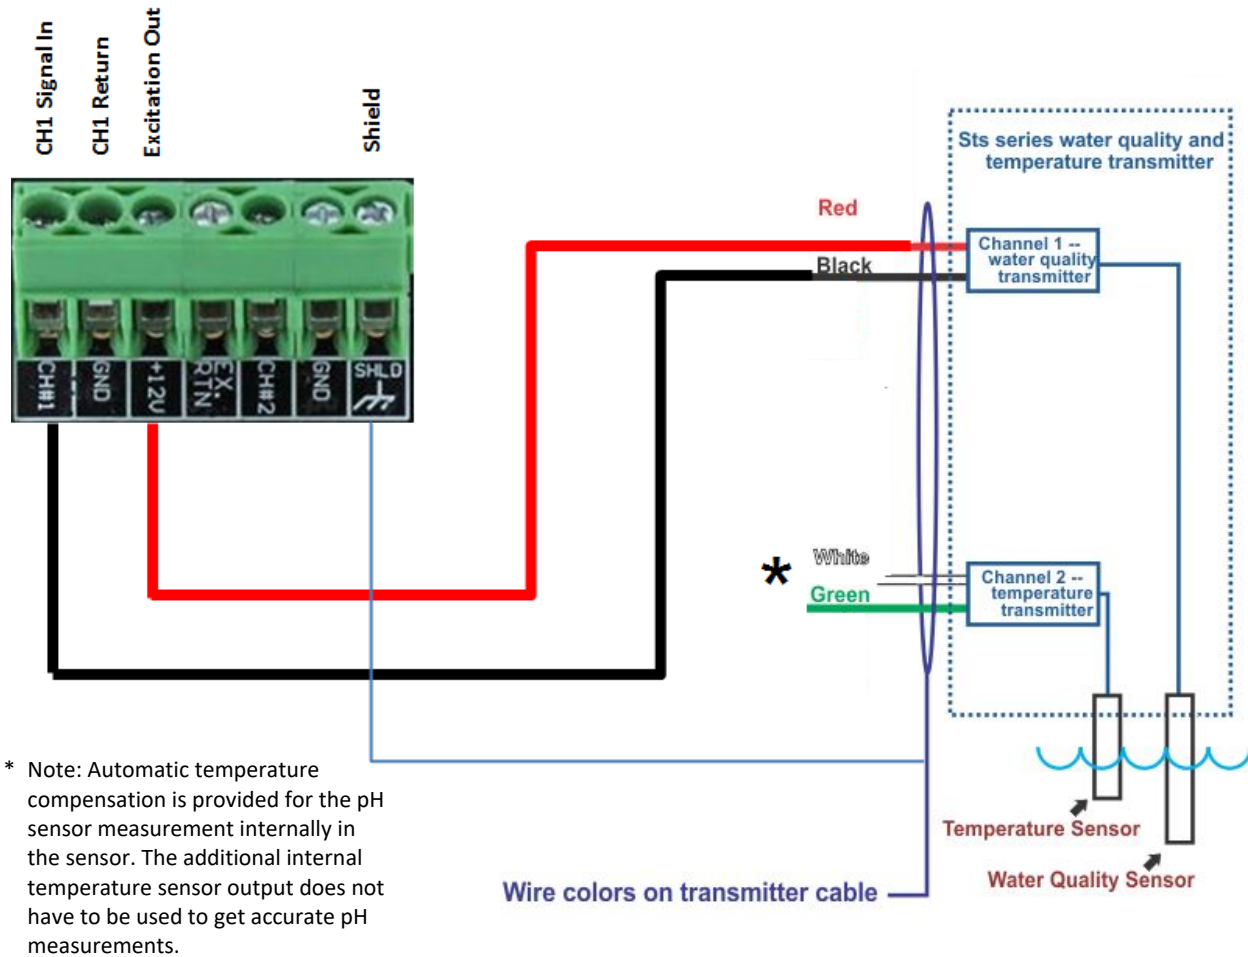 CH1 Signal In
CH1 Return
Excitation Out
Shield
CH#1
GND
+12V
EX.
RTN
CH#2
GND
SHLD
Sts series water quality and
temperature transmitter
Red
Black
Channel 1 --
water quality
transmitter
*
White
Green
Channel 2 --
temperature
transmitter
Temperature Sensor
Water Quality Sensor
Wire colors on transmitter cable
* Note: Automatic temperature
compensation is provided for the pH
sensor measurement internally in
the sensor. The additional internal
temperature sensor output does not
have to be used to get accurate pH
measurements.